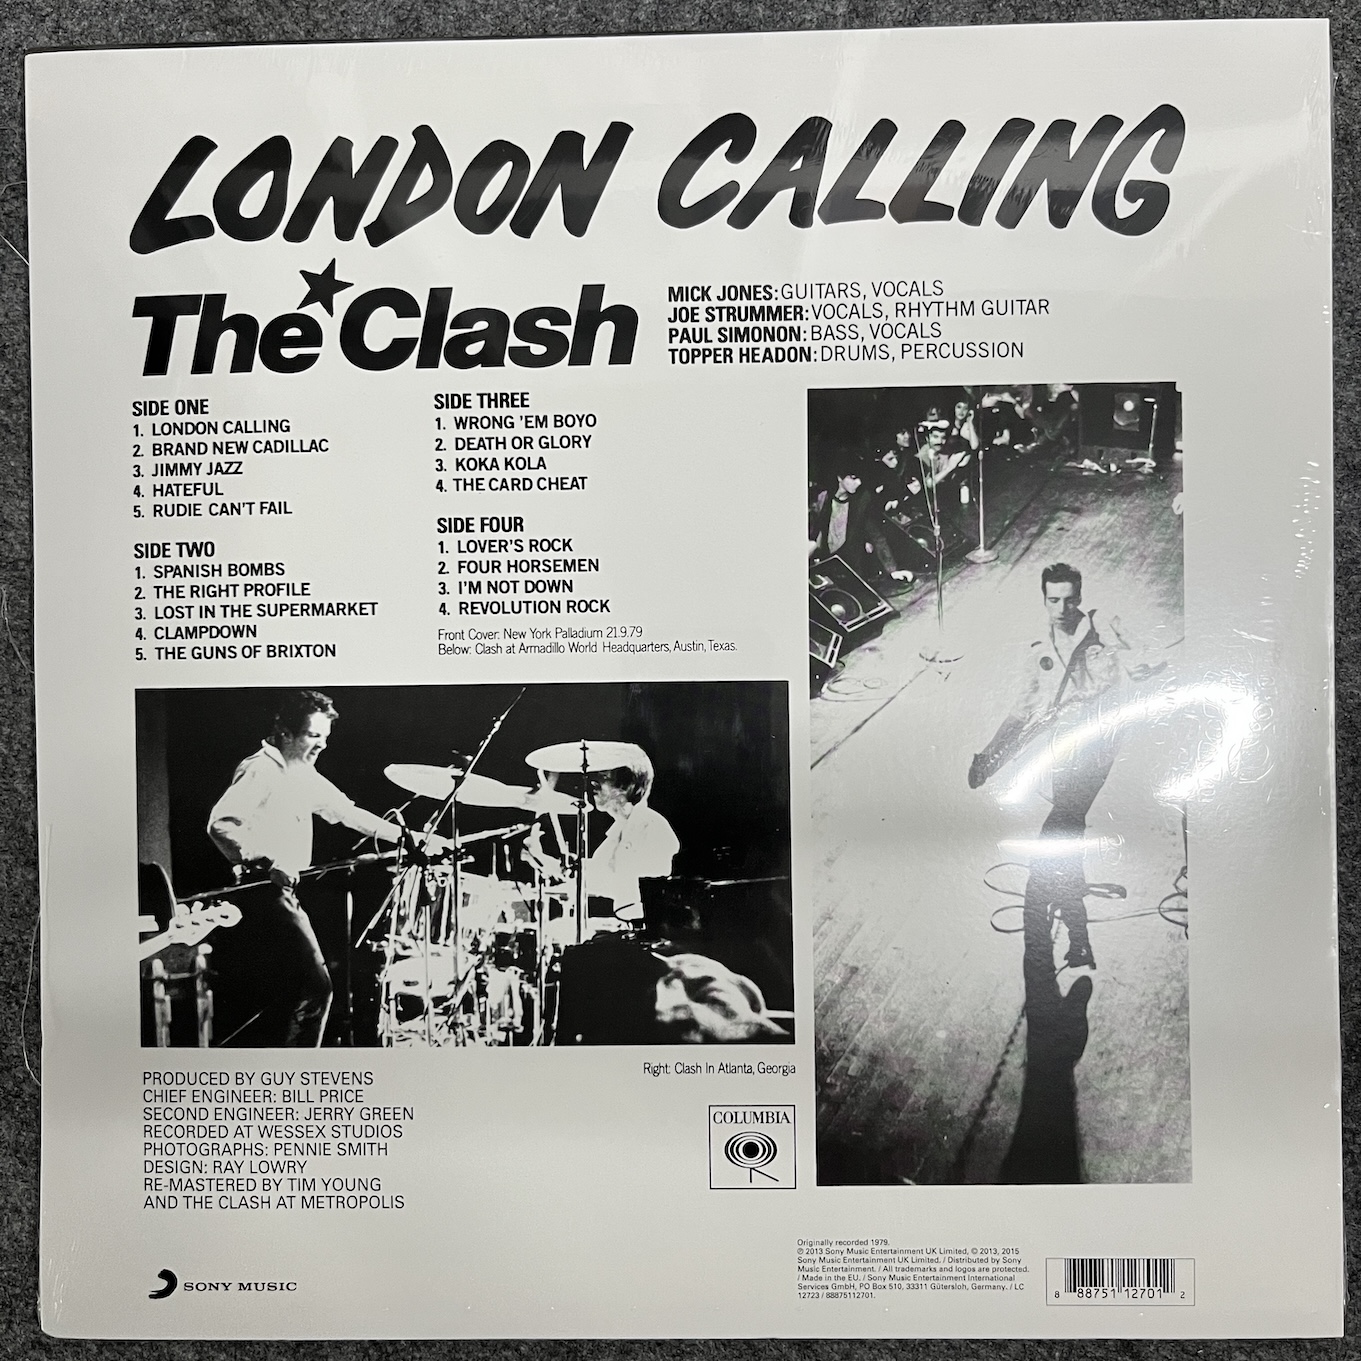 LONDON CALLING
The Clash
MICK JONES: GUITARS, VOCALS
JOE STRUMMER: VOCALS, RHYTHM GUITAR
PAUL SIMONON: BASS, VOCALS
TOPPER HEADON: DRUMS, PERCUSSION
SIDE ONE
1. LONDON CALLING
2. BRAND NEW CADILLAC
3. JIMMY JAZZ
4. HATEFUL
5. RUDIE CAN'T FAIL
SIDE TWO
1. SPANISH BOMBS
2. THE RIGHT PROFILE
3. LOST IN THE SUPERMARKET
4. CLAMPDOWN
5. THE GUNS OF BRIXTON
SIDE THREE
1. WRONG 'EM BOYO
2. DEATH OR GLORY
3. KOKA KOLA
4. THE CARD CHEAT
SIDE FOUR
1. LOVER'S ROCK
2. FOUR HORSEMEN
3. I'M NOT DOWN
4. REVOLUTION ROCK
Front Cover: New York Palladium 21.9.79
Below: Clash at Armadillo World Headquarters, Austin, Texas.
Right: Clash In Atlanta, Georgia
PRODUCED BY GUY STEVENS
CHIEF ENGINEER: BILL PRICE
SECOND ENGINEER: JERRY GREEN
RECORDED AT WESSEX STUDIOS
PHOTOGRAPHS: PENNIE SMITH
DESIGN: RAY LOWRY
RE-MASTERED BY TIM YOUNG
AND THE CLASH AT METROPOLIS
COLUMBIA
SONY MUSIC
Originally recorded 1979.
℗ 2013 Sony Music Entertainment UK Limited, © 2013, 2015
Sony Music Entertainment UK Limited. / Distributed by Sony
Music Entertainment. / All trademarks and logos are protected.
/ Made in the EU. / Sony Music Entertainment International
Services GmbH, PO Box 510, 33311 Gütersloh, Germany. / LC
12723 / 88875112701.
8 88751 12701 2